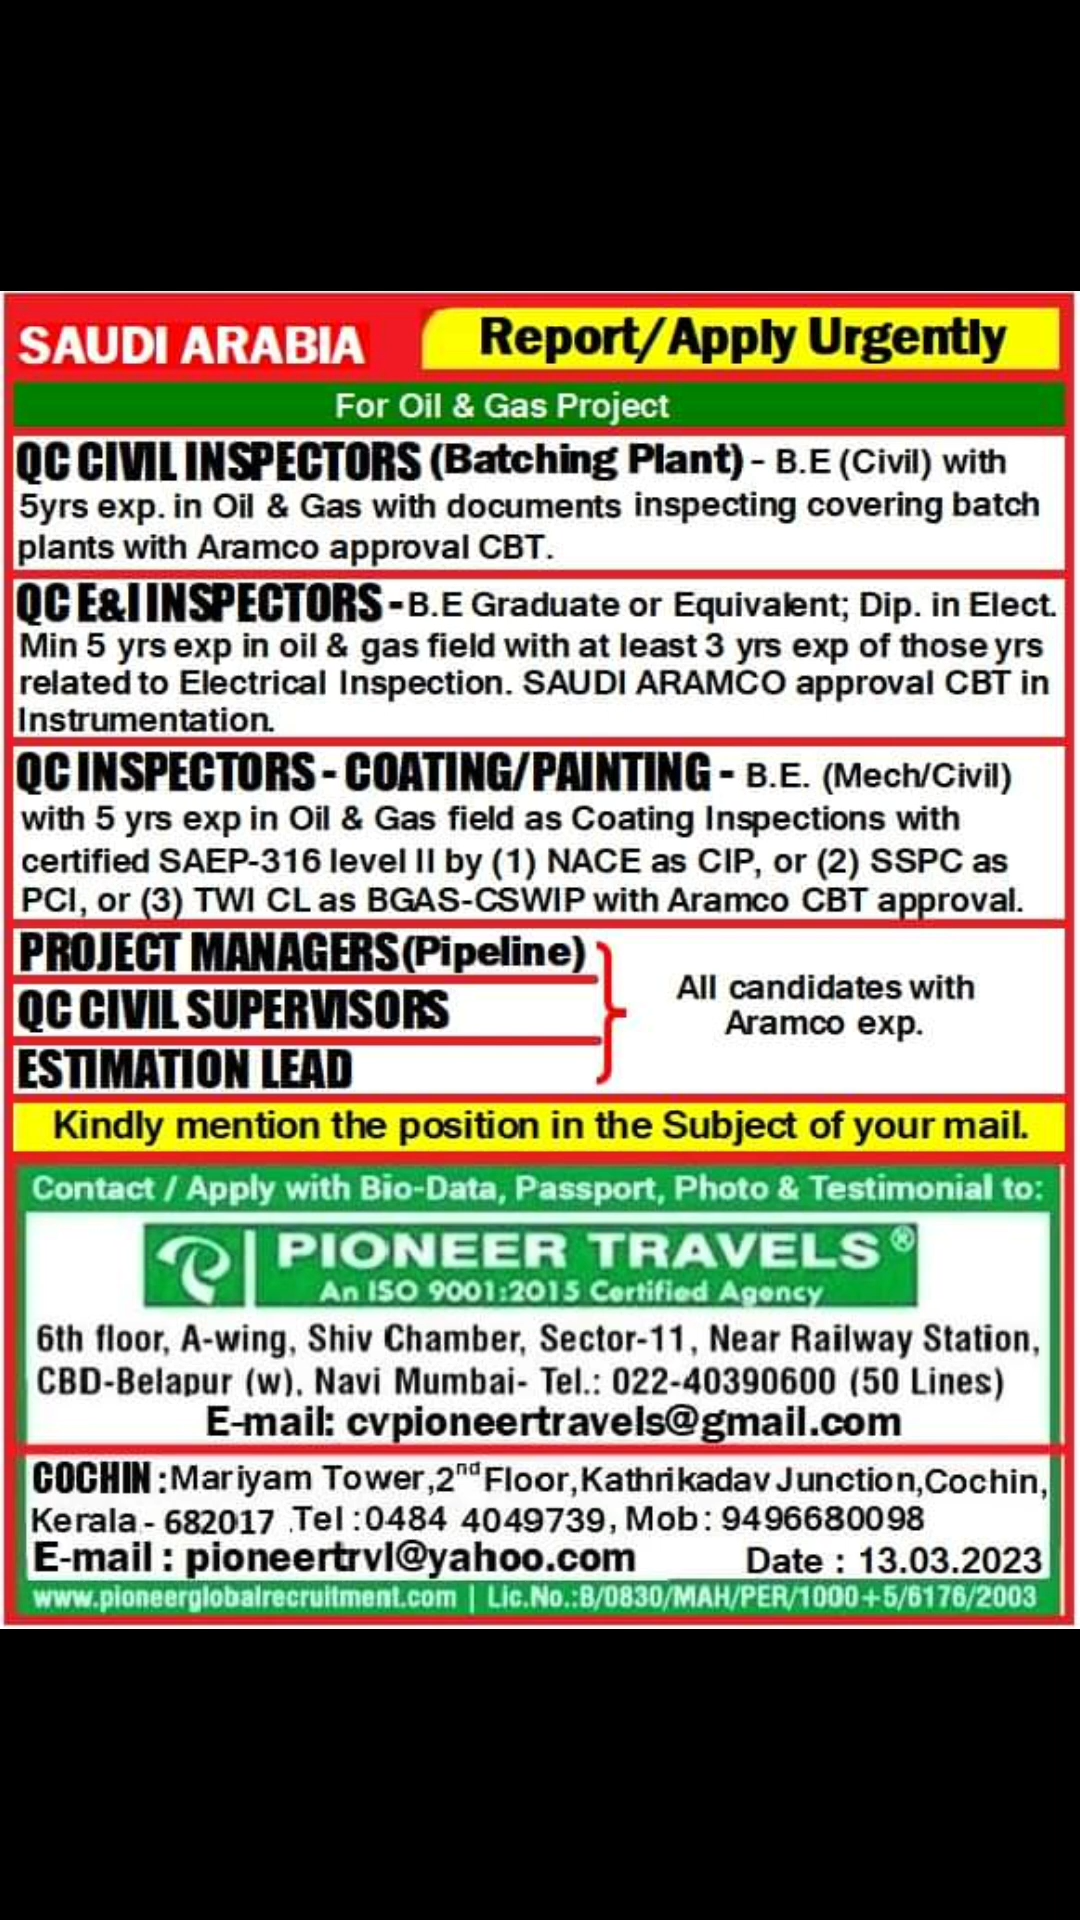 SAUDI ARABIA
Report/Apply Urgently
For Oil & Gas Project
QC CIVIL INSPECTORS (Batching Plant) - B.E (Civil) with
5yrs exp. in Oil & Gas with documents inspecting covering batch
plants with Aramco approval CBT.
QC E&I INSPECTORS - B.E Graduate or Equivalent; Dip. in Elect.
Min 5 yrs exp in oil & gas field with at least 3 yrs exp of those yrs
related to Electrical Inspection. SAUDI ARAMCO approval CBT in
Instrumentation.
QC INSPECTORS - COATING/PAINTING - B.E. (Mech/Civil)
with 5 yrs exp in Oil & Gas field as Coating Inspections with
certified SAEP-316 level II by (1) NACE as CIP, or (2) SSPC as
PCI, or (3) TWI CL as BGAS-CSWIP with Aramco CBT approval.
PROJECT MANAGERS (Pipeline)
QC CIVIL SUPERVISORS
ESTIMATION LEAD
All candidates with
Aramco exp.
Kindly mention the position in the Subject of your mail.
Contact / Apply with Bio-Data, Passport, Photo & Testimonial to:
PIONEER TRAVELS ®
An ISO 9001:2015 Certified Agency
6th floor, A-wing, Shiv Chamber, Sector-11, Near Railway Station,
CBD-Belapur (w). Navi Mumbai- Tel.: 022-40390600 (50 Lines)
E-mail: cvpioneertravels@gmail.com
COCHIN : Mariyam Tower, 2nd Floor, Kathrikadav Junction, Cochin,
Kerala - 682017 .Tel : 0484 4049739, Mob : 9496680098
E-mail : pioneertrvl@yahoo.com Date : 13.03.2023
www.pioneerglobalrecruitment.com | Lic.No.:B/0830/MAH/PER/1000+5/6176/2003